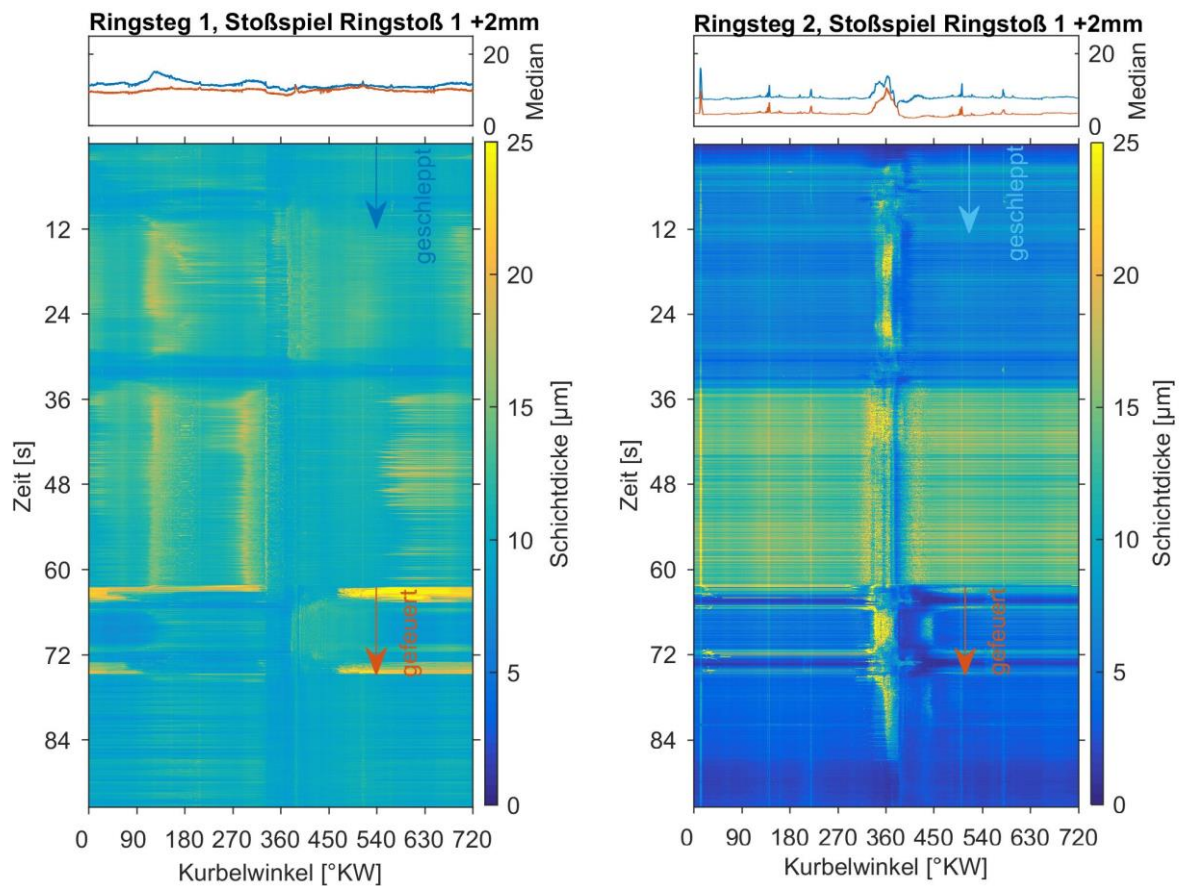 Ringsteg 1, Stoßspiel Ringstoß 1 +2mm
20
0
Median
geschleppt
gefeuert
12
24
36
48
60
72
84
Zeit [s]
0 90 180 270 360 450 540 630 720
Kurbelwinkel [°KW]
25
20
15
10
5
0
Schichtdicke [µm]
Ringsteg 2, Stoßspiel Ringstoß 1 +2mm
20
0
Median
geschleppt
gefeuert
12
24
36
48
60
72
84
Zeit [s]
0 90 180 270 360 450 540 630 720
Kurbelwinkel [°KW]
25
20
15
10
5
0
Schichtdicke [µm]